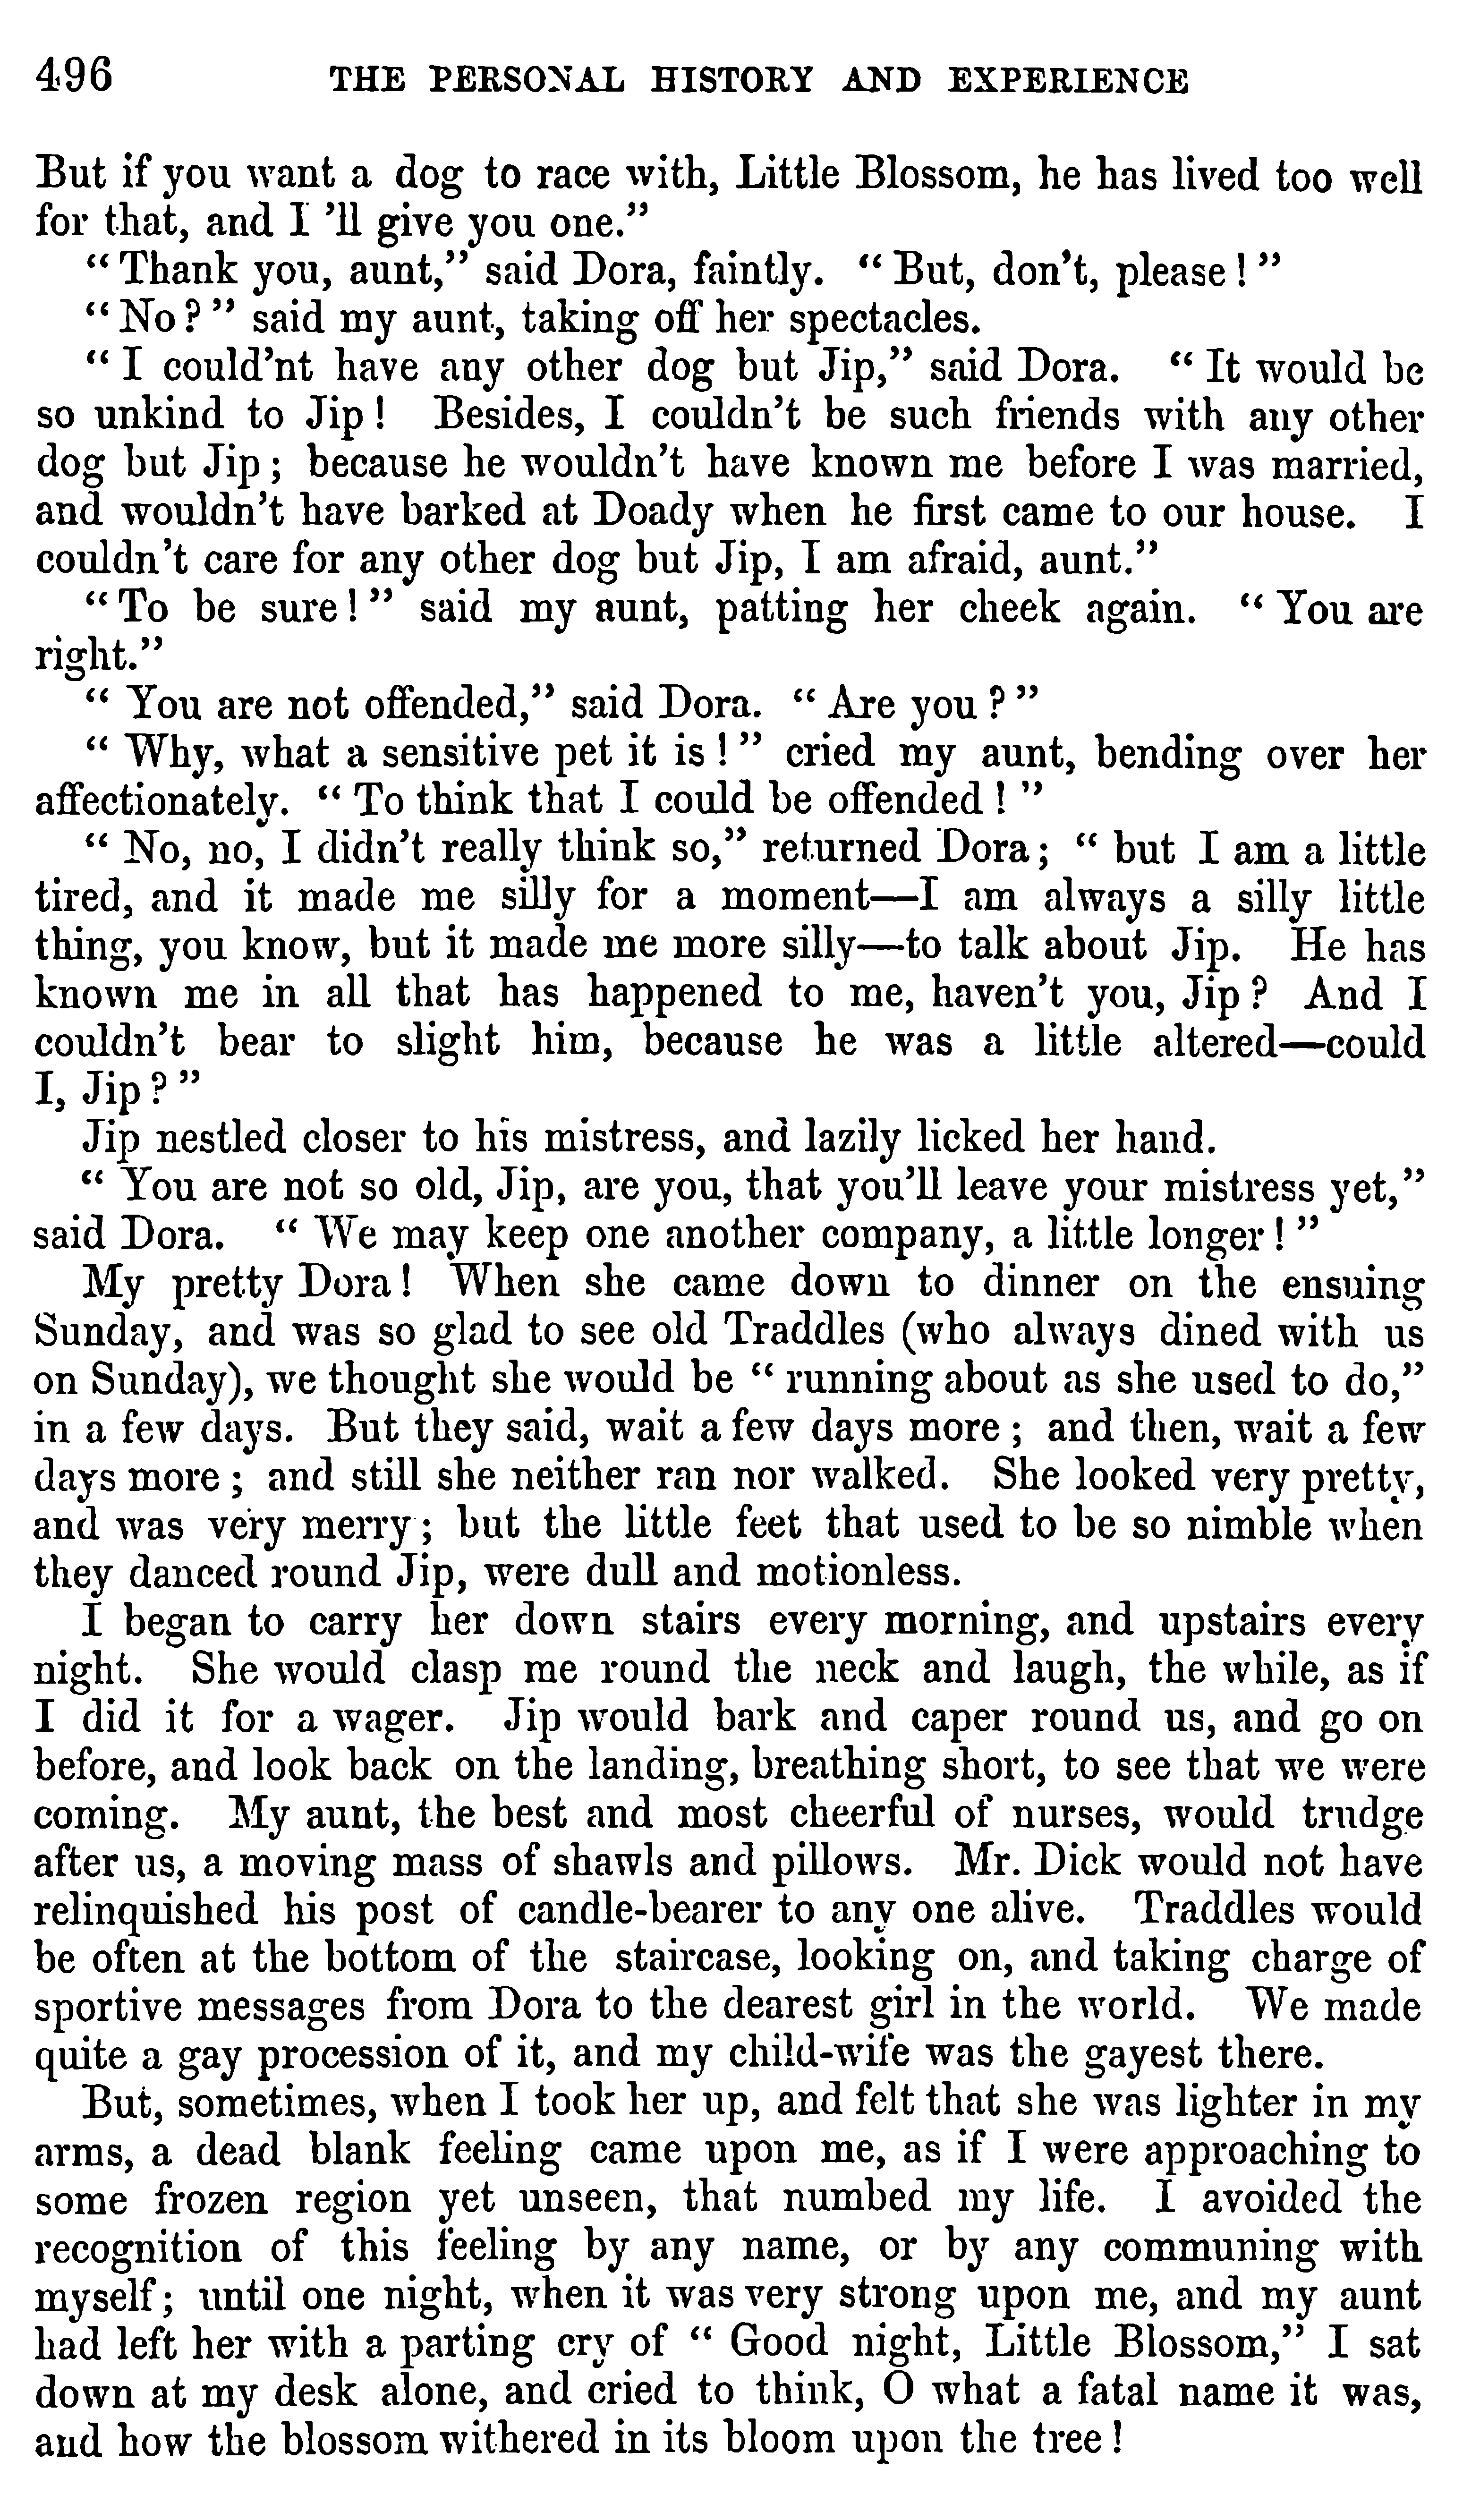 496 THE PERSONAL HISTORY AND EXPERIENCE
But if you want a dog to race with, Little Blossom, he has lived too well
for that, and I 'll give you one.”
“ Thank you, aunt,” said Dora, faintly. “ But, don't, please ! ”
“ No ? ” said my aunt, taking off her spectacles.
“ I could'nt have any other dog but Jip,” said Dora. “ It would be
so unkind to Jip ! Besides, I couldn't be such friends with any other
dog but Jip ; because he wouldn't have known me before I was married,
and wouldn't have barked at Doady when he first came to our house. I
couldn't care for any other dog but Jip, I am afraid, aunt.”
“ To be sure ! ” said my aunt, patting her cheek again. “ You are
right.”
“ You are not offended,” said Dora. “ Are you ? ”
“ Why, what a sensitive pet it is ! ” cried my aunt, bending over her
affectionately. “ To think that I could be offended ! ”
“ No, no, I didn't really think so,” returned Dora ; “ but I am a little
tired, and it made me silly for a moment—I am always a silly little
thing, you know, but it made me more silly—to talk about Jip. He has
known me in all that has happened to me, haven't you, Jip ? And I
couldn't bear to slight him, because he was a little altered—could
I, Jip ? ”
Jip nestled closer to his mistress, and lazily licked her hand.
“ You are not so old, Jip, are you, that you'll leave your mistress yet,”
said Dora. “ We may keep one another company, a little longer ! ”
My pretty Dora ! When she came down to dinner on the ensuing
Sunday, and was so glad to see old Traddles (who always dined with us
on Sunday), we thought she would be “ running about as she used to do,”
in a few days. But they said, wait a few days more ; and then, wait a few
days more ; and still she neither ran nor walked. She looked very pretty,
and was very merry ; but the little feet that used to be so nimble when
they danced round Jip, were dull and motionless.
I began to carry her down stairs every morning, and upstairs every
night. She would clasp me round the neck and laugh, the while, as if
I did it for a wager. Jip would bark and caper round us, and go on
before, and look back on the landing, breathing short, to see that we were
coming. My aunt, the best and most cheerful of nurses, would trudge
after us, a moving mass of shawls and pillows. Mr. Dick would not have
relinquished his post of candle-bearer to any one alive. Traddles would
be often at the bottom of the staircase, looking on, and taking charge of
sportive messages from Dora to the dearest girl in the world. We made
quite a gay procession of it, and my child-wife was the gayest there.
But, sometimes, when I took her up, and felt that she was lighter in my
arms, a dead blank feeling came upon me, as if I were approaching to
some frozen region yet unseen, that numbed my life. I avoided the
recognition of this feeling by any name, or by any communing with
myself ; until one night, when it was very strong upon me, and my aunt
had left her with a parting cry of “ Good night, Little Blossom,” I sat
down at my desk alone, and cried to think, O what a fatal name it was,
and how the blossom withered in its bloom upon the tree !